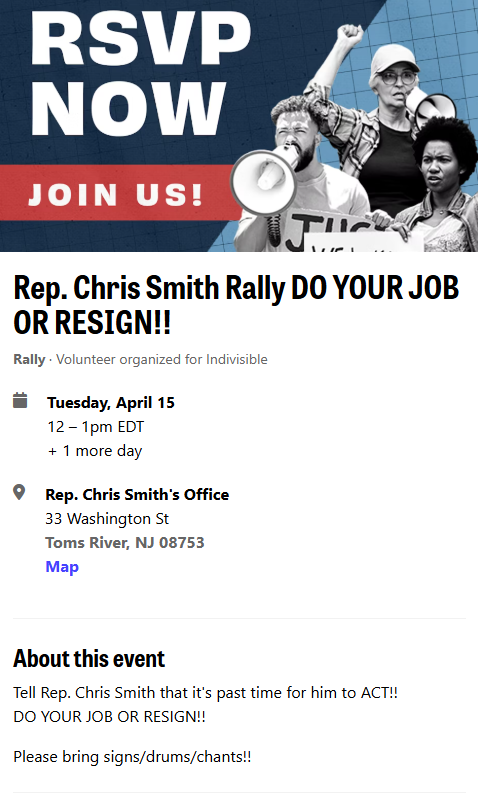 RSVP
NOW
JOIN US!
Rep. Chris Smith Rally DO YOUR JOB
OR RESIGN!!
Rally · Volunteer organized for Indivisible
Tuesday, April 15
12 – 1pm EDT
+ 1 more day
Rep. Chris Smith's Office
33 Washington St
Toms River, NJ 08753
Map
About this event
Tell Rep. Chris Smith that it's past time for him to ACT!!
DO YOUR JOB OR RESIGN!!
Please bring signs/drums/chants!!